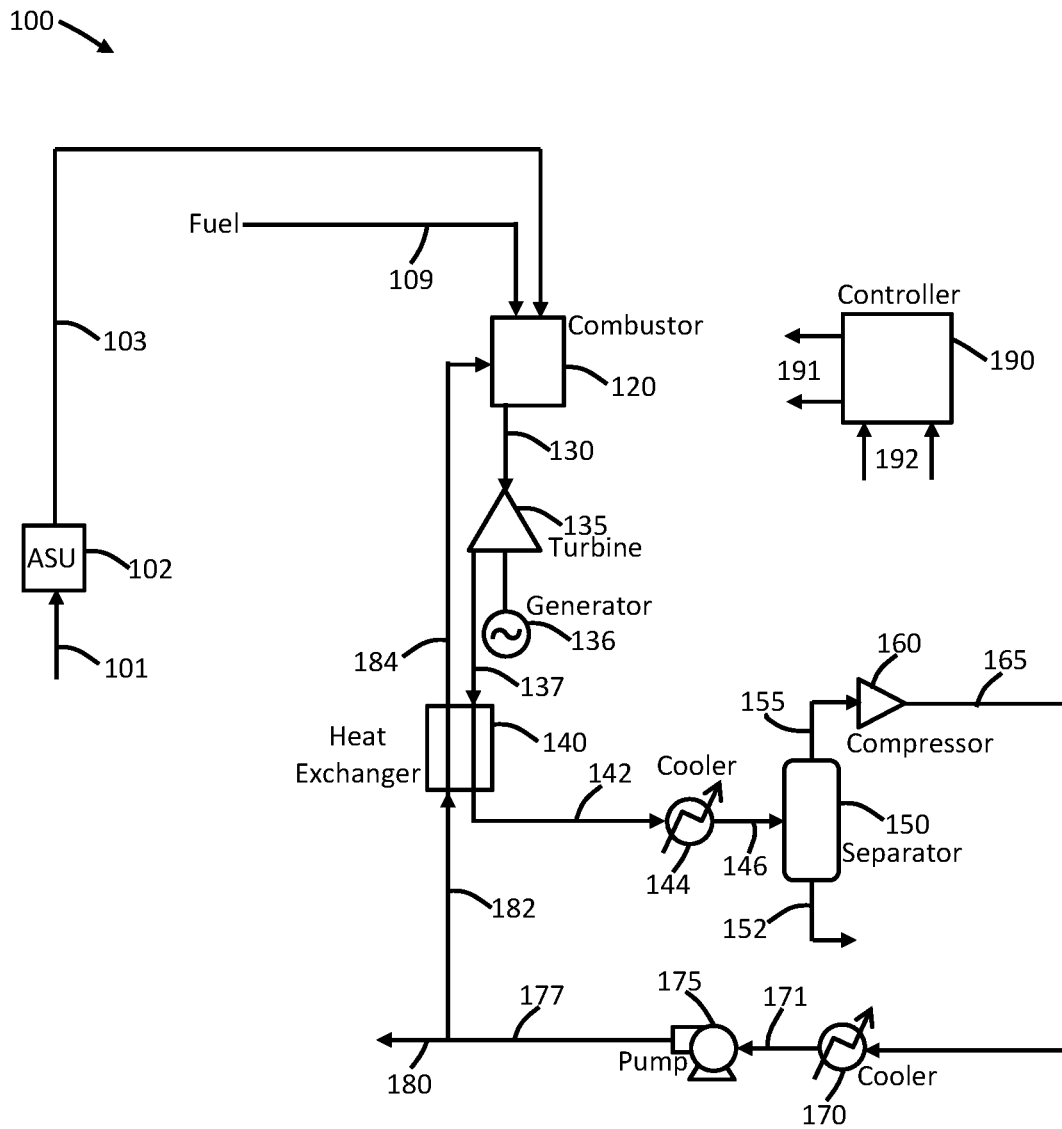 100
Fuel
109
Controller
Combustor
103
191
190
120
192
130
135
Turbine
ASU
102
Generator
136
101
184
137
160
165
155
Heat
Exchanger
140
Compressor
Cooler
142
150
144
146
Separator
182
152
177
175
171
Pump
180
170
Cooler